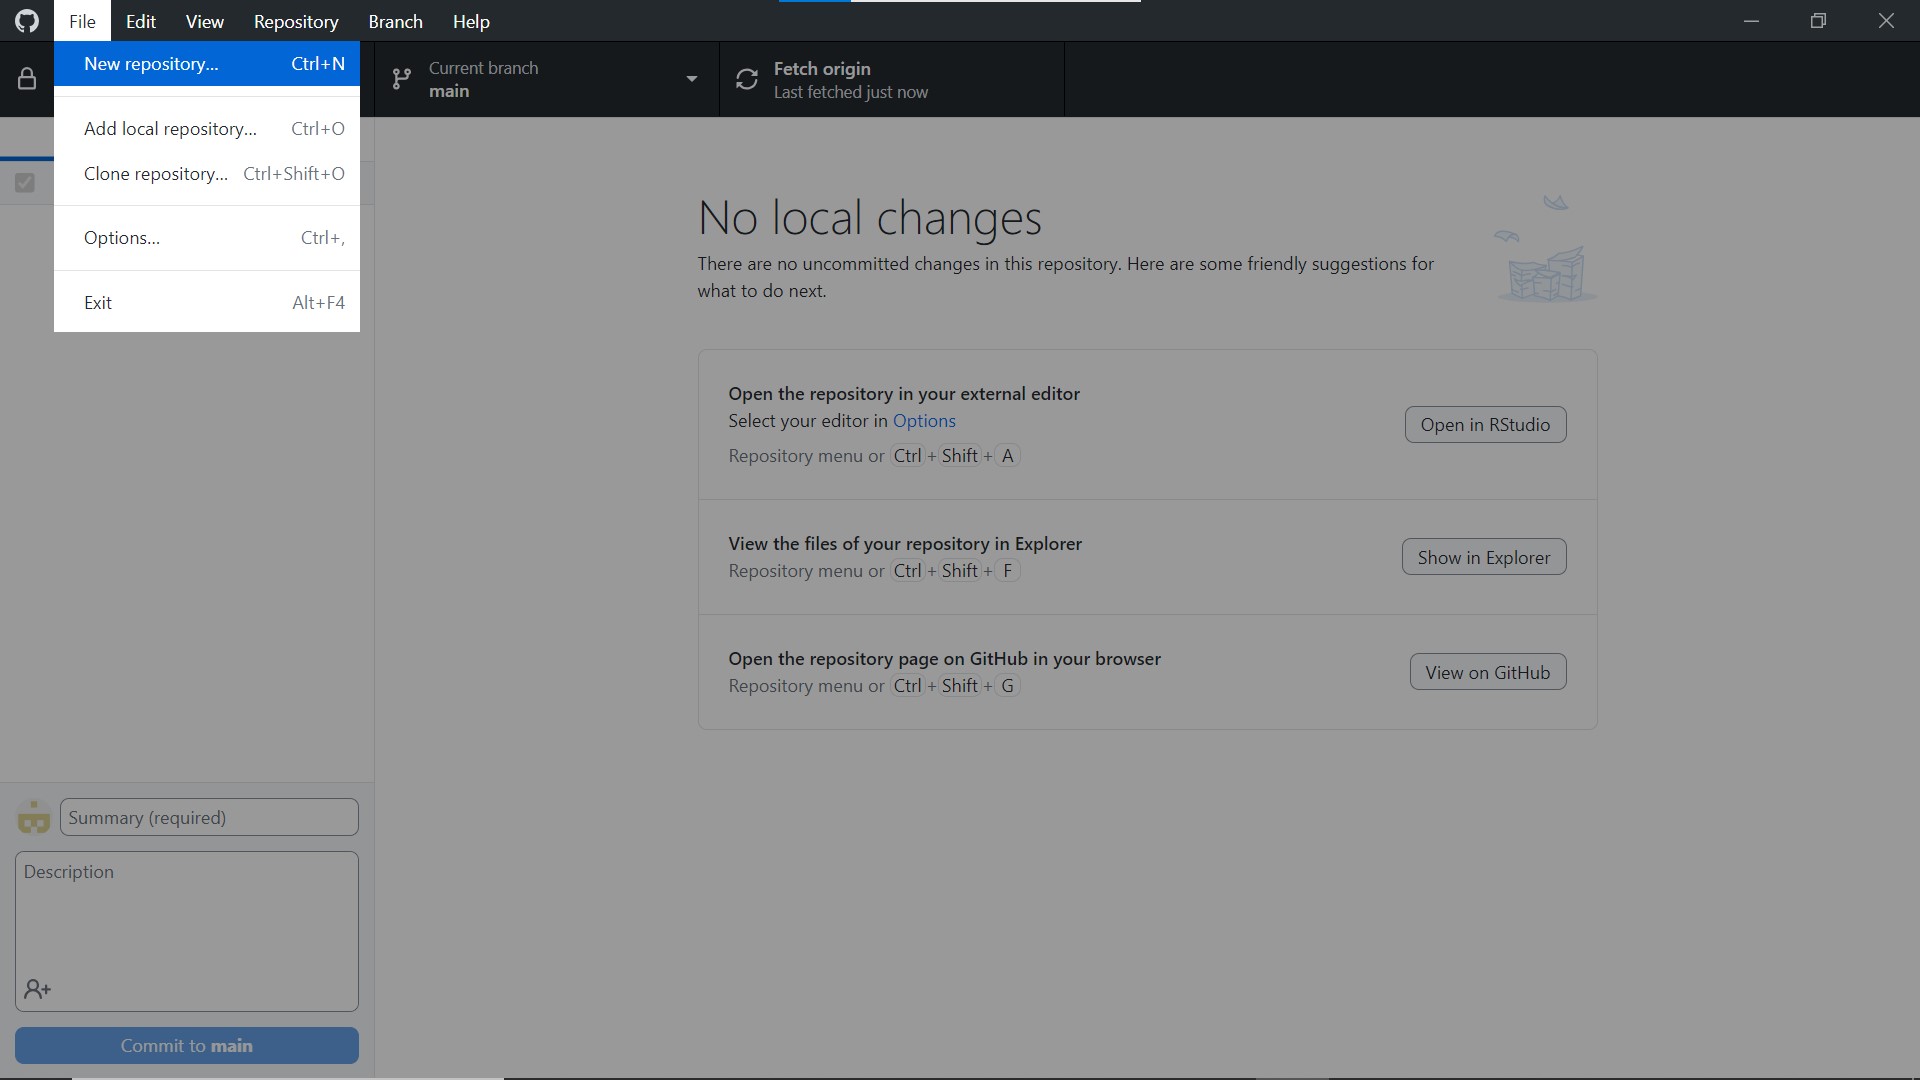 File Edit View Repository Branch Help
New repository... Ctrl+N
Add local repository... Ctrl+O
Clone repository... Ctrl+Shift+O
Options... Ctrl+,
Exit Alt+F4
Current branch
main
Fetch origin
Last fetched just now
No local changes
There are no uncommitted changes in this repository. Here are some friendly suggestions for
what to do next.
Open the repository in your external editor
Select your editor in Options
Repository menu or Ctrl + Shift + A
Open in RStudio
View the files of your repository in Explorer
Repository menu or Ctrl + Shift + F
Show in Explorer
Open the repository page on GitHub in your browser
Repository menu or Ctrl + Shift + G
View on GitHub
Summary (required)
Description
Commit to main